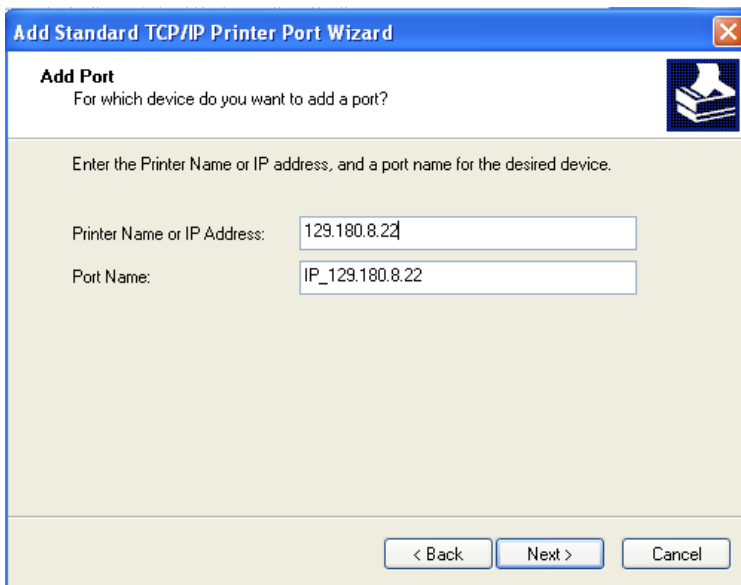 Add Standard TCP/IP Printer Port Wizard
Add Port
For which device do you want to add a port?
Enter the Printer Name or IP address, and a port name for the desired device.
Printer Name or IP Address: 129.180.8.22
Port Name: IP_129.180.8.22
< Back Next > Cancel